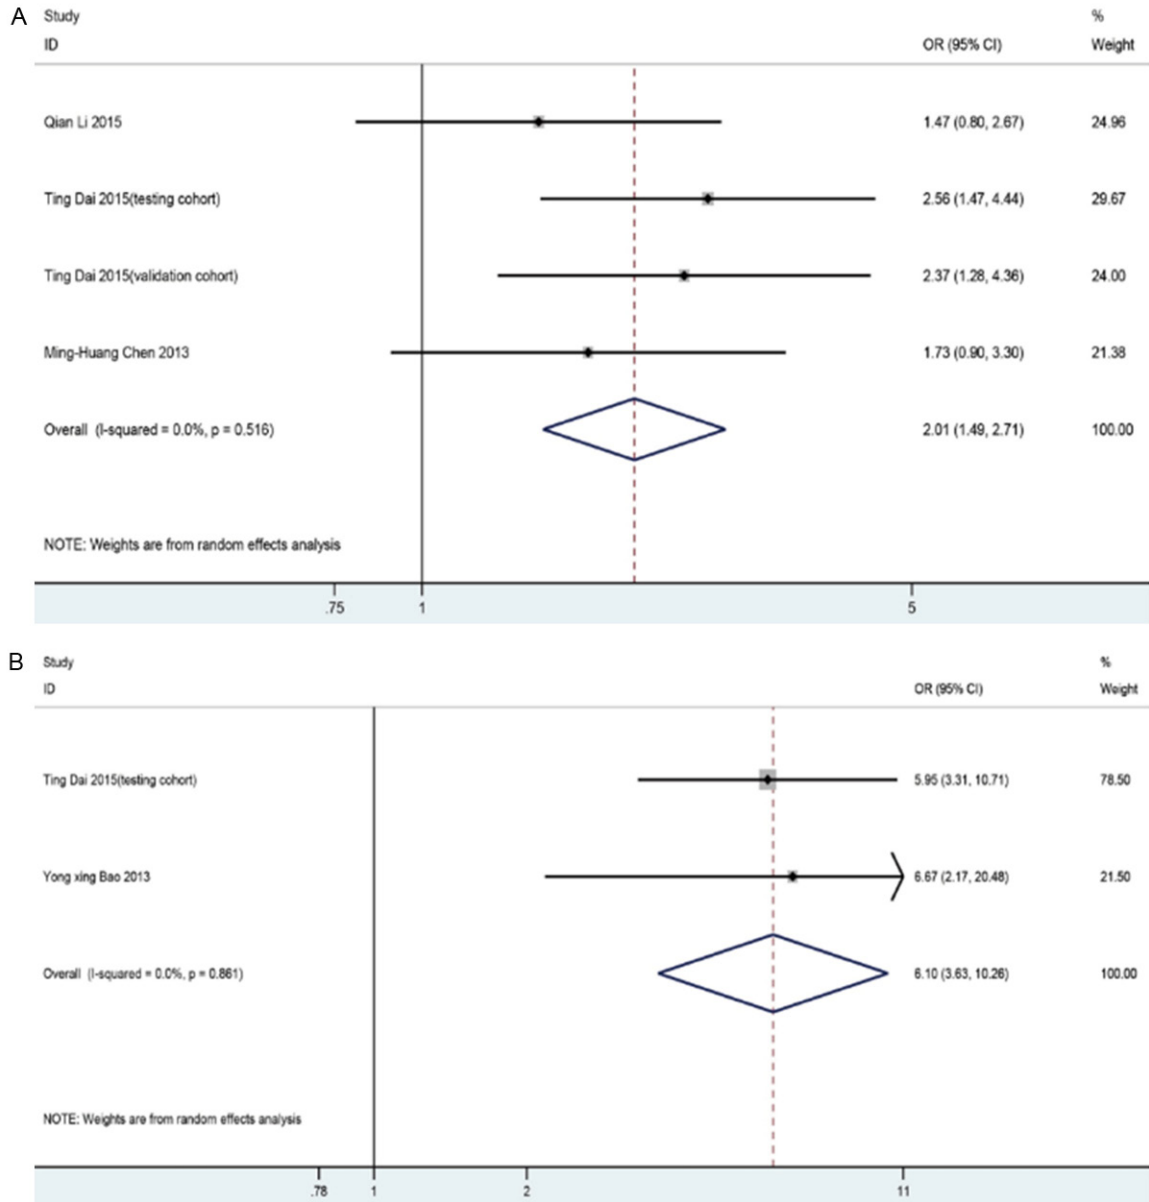 A
Study %
ID OR (95% CI) Weight
Qian Li 2015 1.47 (0.80, 2.67) 24.96
Ting Dai 2015(testing cohort) 2.56 (1.47, 4.44) 29.67
Ting Dai 2015(validation cohort) 2.37 (1.28, 4.36) 24.00
Ming-Huang Chen 2013 1.73 (0.90, 3.30) 21.38
Overall (I-squared = 0.0%, p = 0.516) 2.01 (1.49, 2.71) 100.00
NOTE: Weights are from random effects analysis
.75 1 5
B
Study %
ID OR (95% CI) Weight
Ting Dai 2015(testing cohort) 5.95 (3.31, 10.71) 78.50
Yong xing Bao 2013 6.67 (2.17, 20.48) 21.50
Overall (I-squared = 0.0%, p = 0.861) 6.10 (3.63, 10.26) 100.00
NOTE: Weights are from random effects analysis
.78 1 2 11